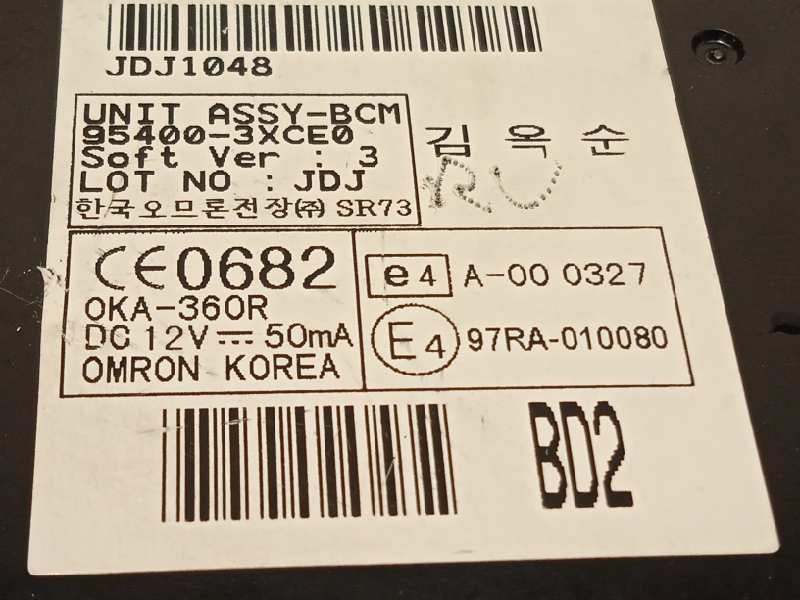 JDJ1048
UNIT ASSY-BCM
95400-3XCE0
Soft Ver : 3
LOT NO : JDJ
한국오므론전장(주) SR73
김옥순
RU
CE0682
OKA-360R
DC 12V ⎓ 50mA
OMRON KOREA
e4 A-00 0327
E4 97RA-010080
BD2